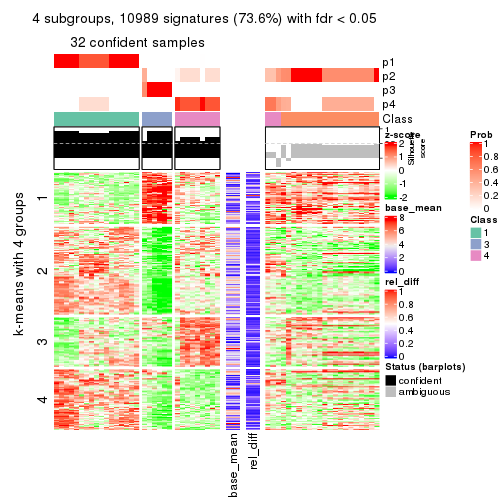 4 subgroups, 10989 signatures (73.6%) with fdr < 0.05
32 confident samples
p1
p2
p3
p4
Class
1
Silhouette
score
z-score
2
1
0
-1
-2
base_mean
8
6
4
2
0
rel_diff
1
0.8
0.6
0.4
0.2
0
Status (barplots)
confident
ambiguous
Prob
1
0.8
0.6
0.4
0.2
0
Class
1
3
4
k-means with 4 groups
1
2
3
4
base_mean
rel_diff